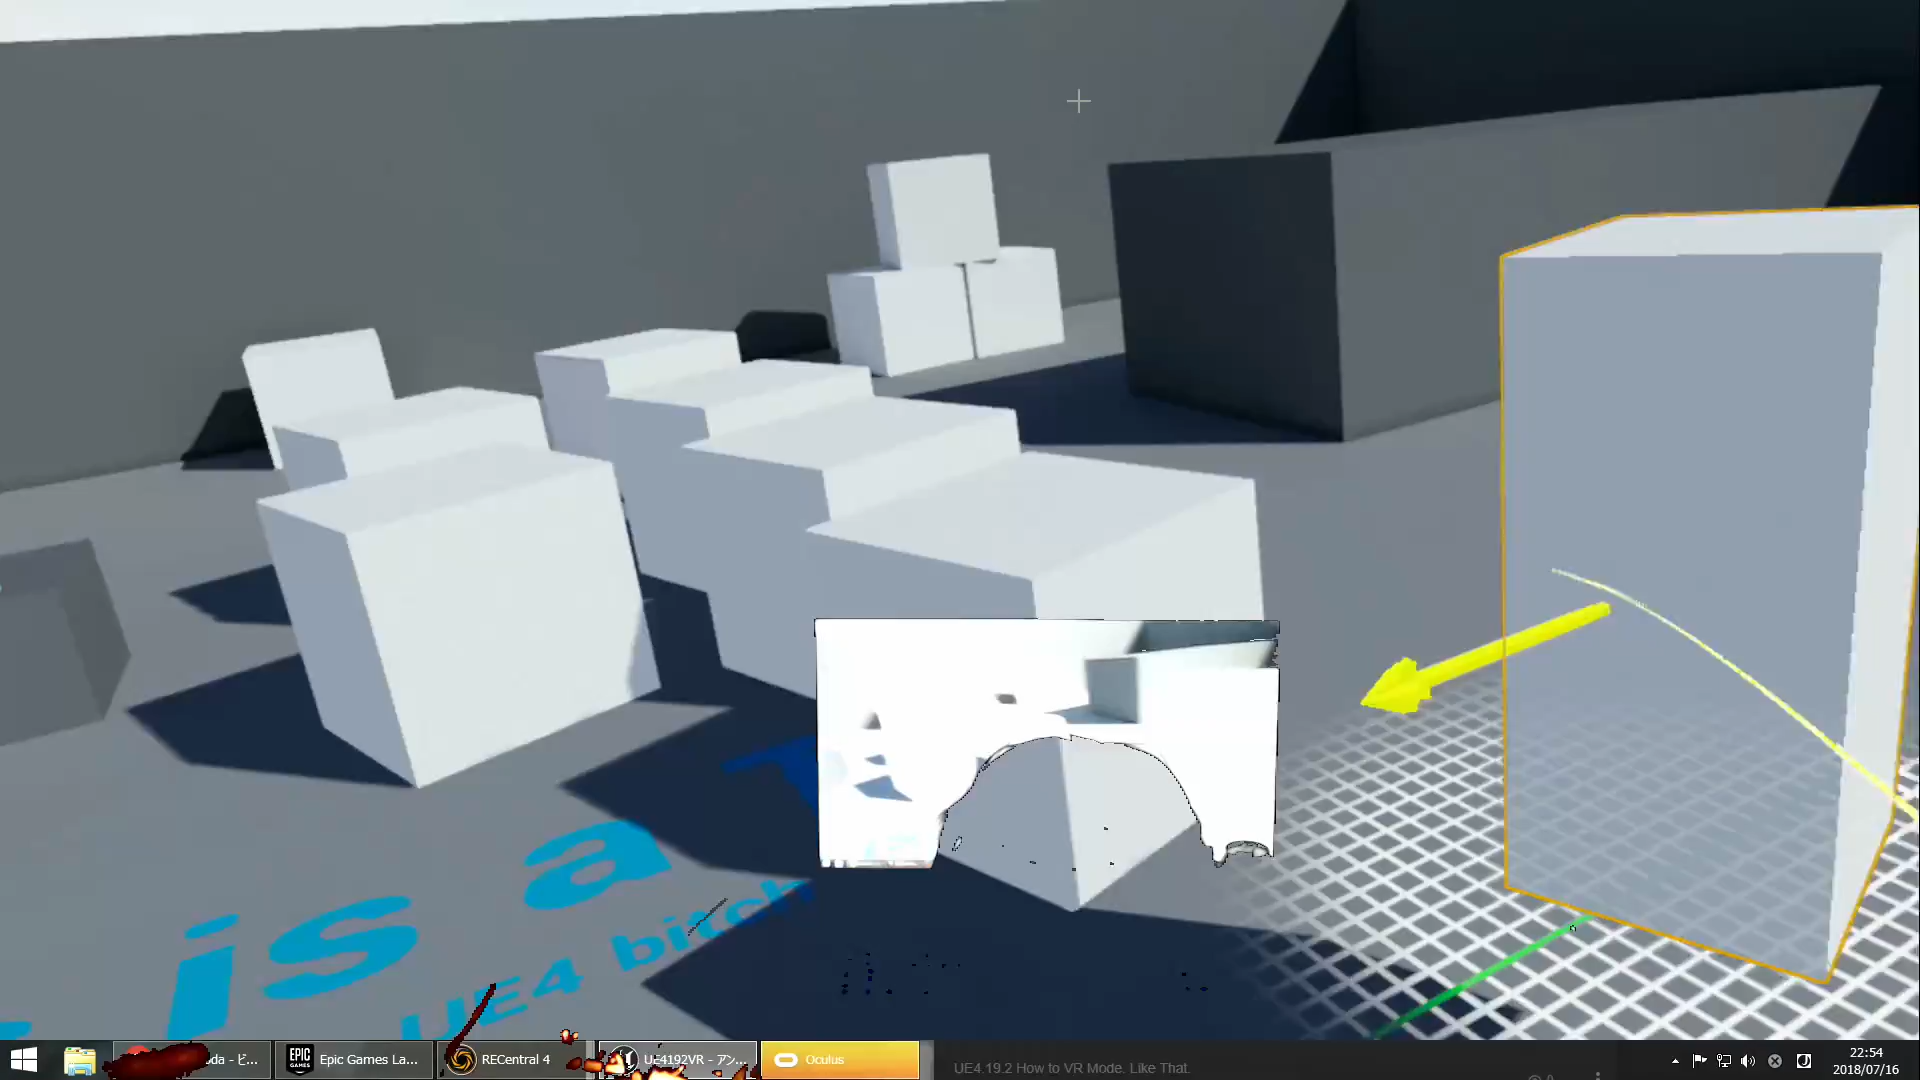 is a
UE4 bitch
da - ビ...
EPIC GAMES
Epic Games La...
RECentral 4
UE4192VR - アン...
Oculus
UE4.19.2 How to VR Mode. Like That.
22:54
2018/07/16